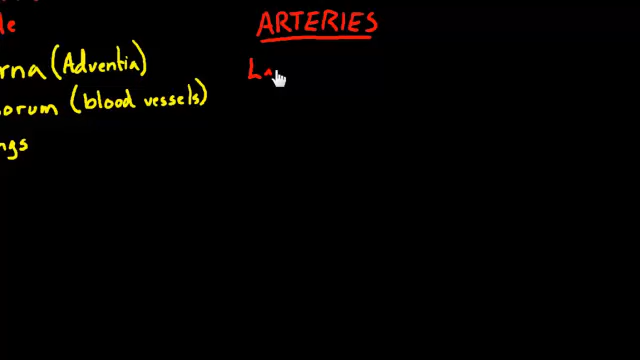 le
ARTERIES
rna (Adventia)
La
orum (blood vessels)
ngs